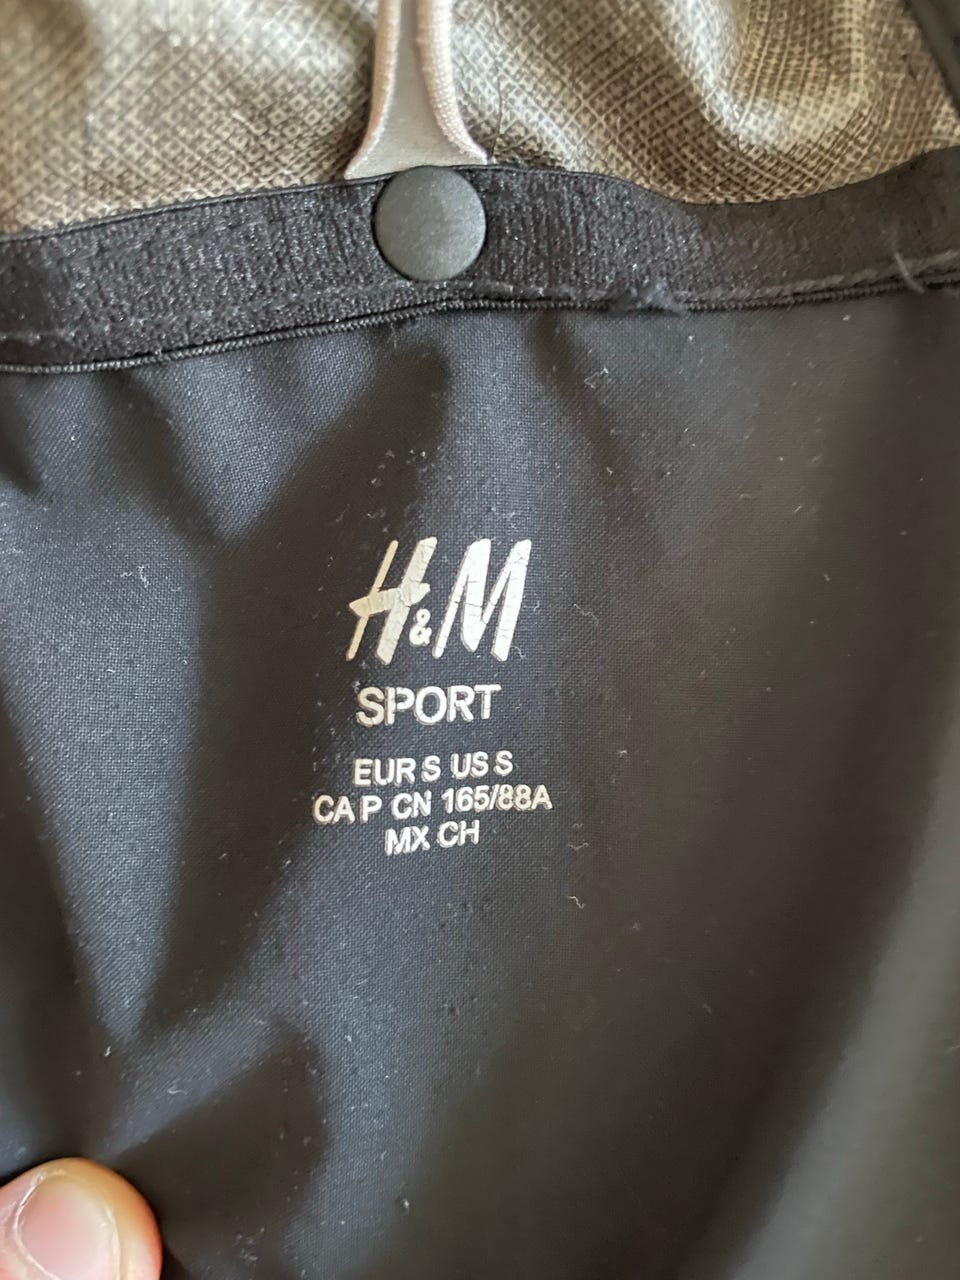 H&M
SPORT
EUR S US S
CA P CN 165/88A
MX CH